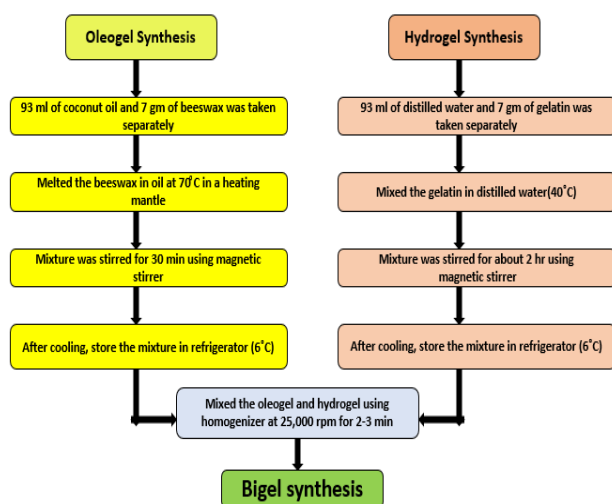 Oleogel Synthesis
93 ml of coconut oil and 7 gm of beeswax was taken
separately
Melted the beeswax in oil at 70°C in a heating
mantle
Mixture was stirred for 30 min using magnetic
stirrer
After cooling, store the mixture in refrigerator (6°C)
Hydrogel Synthesis
93 ml of distilled water and 7 gm of gelatin was
taken separately
Mixed the gelatin in distilled water(40°C)
Mixture was stirred for about 2 hr using
magnetic stirrer
After cooling, store the mixture in refrigerator (6°C)
Mixed the oleogel and hydrogel using
homogenizer at 25,000 rpm for 2-3 min
Bigel synthesis